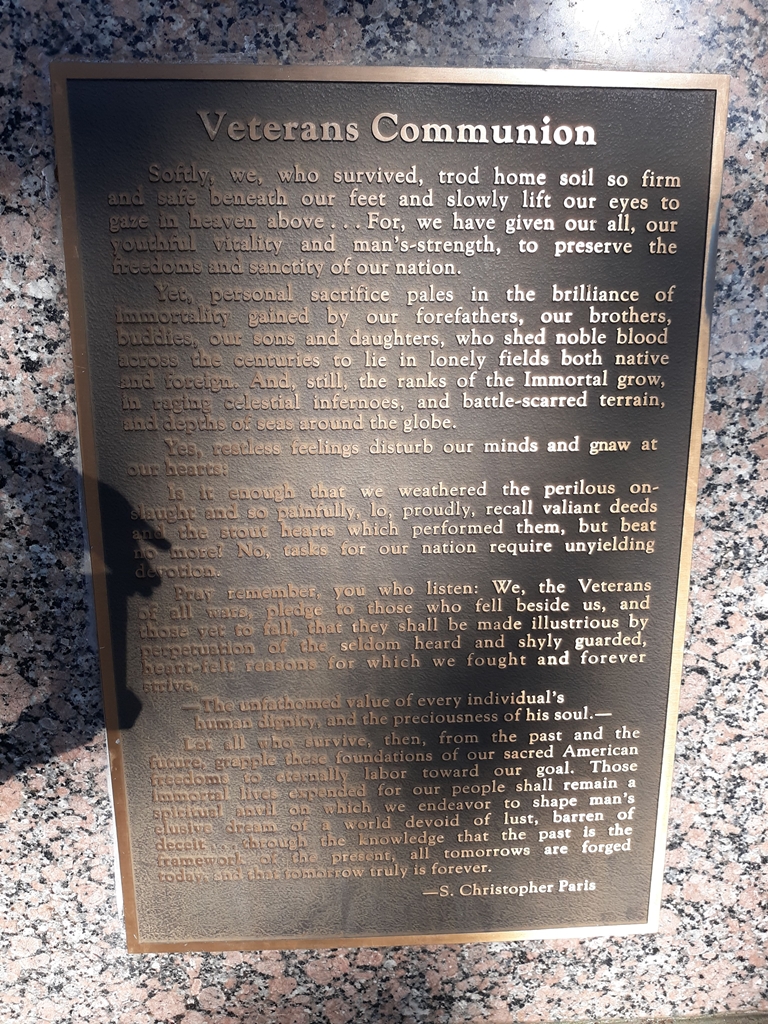 Veterans Communion
Softly, we, who survived, trod home soil so firm
and safe beneath our feet and slowly lift our eyes to
gaze in heaven above . . . For, we have given our all, our
youthful vitality and man's-strength, to preserve the
freedoms and sanctity of our nation.
Yet, personal sacrifice pales in the brilliance of
immortality gained by our forefathers, our brothers,
buddies, our sons and daughters, who shed noble blood
across the centuries to lie in lonely fields both native
and foreign. And, still, the ranks of the Immortal grow,
in raging celestial infernoes, and battle-scarred terrain,
and depths of seas around the globe.
Yes, restless feelings disturb our minds and gnaw at
our hearts:
Is it enough that we weathered the perilous on-
slaught and so painfully, lo, proudly, recall valiant deeds
and the stout hearts which performed them, but beat
no more! No, tasks for our nation require unyielding
devotion.
Pray remember, you who listen: We, the Veterans
of all wars, pledge to those who fell beside us, and
those yet to fall, that they shall be made illustrious by
perpetuation of the seldom heard and shyly guarded,
heart-felt reasons for which we fought and forever
strive.
—The unfathomed value of every individual's
human dignity, and the preciousness of his soul.—
Let all who survive, then, from the past and the
future, grapple these foundations of our sacred American
freedoms to eternally labor toward our goal. Those
immortal lives expended for our people shall remain a
spiritual anvil on which we endeavor to shape man's
elusive dream of a world devoid of lust, barren of
deceit . . . through the knowledge that the past is the
framework of the present, all tomorrows are forged
today, and that tomorrow truly is forever.
—S. Christopher Paris